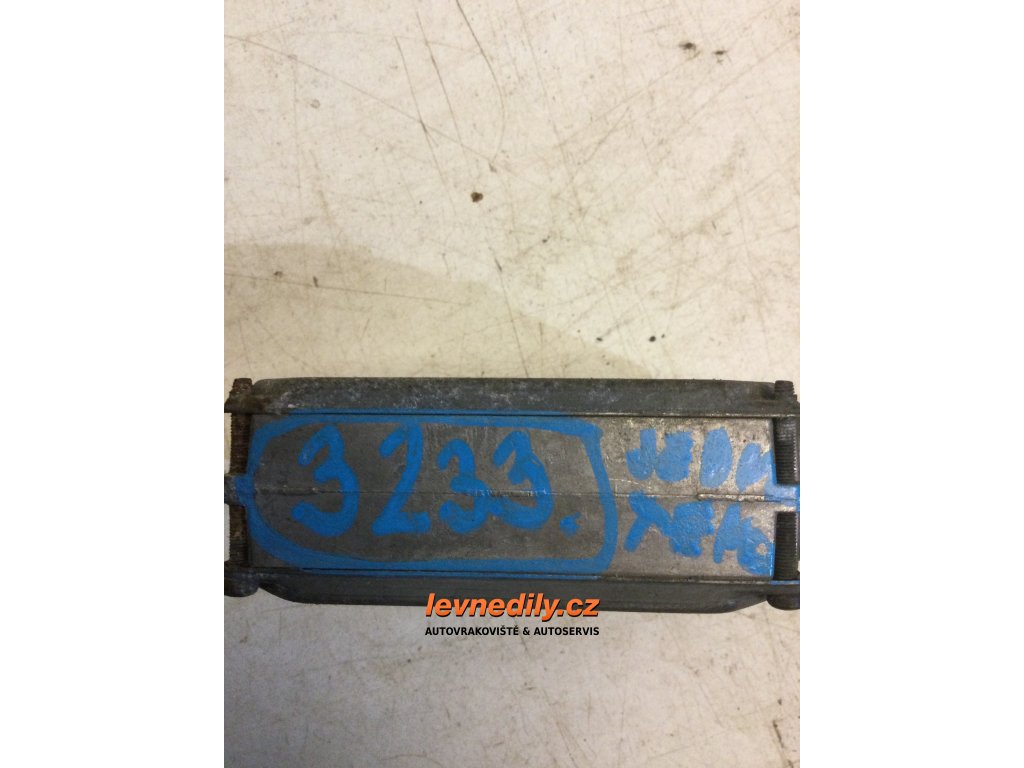 3233.
levnedily.cz
AUTOVRAKOVIŠTĚ & AUTOSERVIS